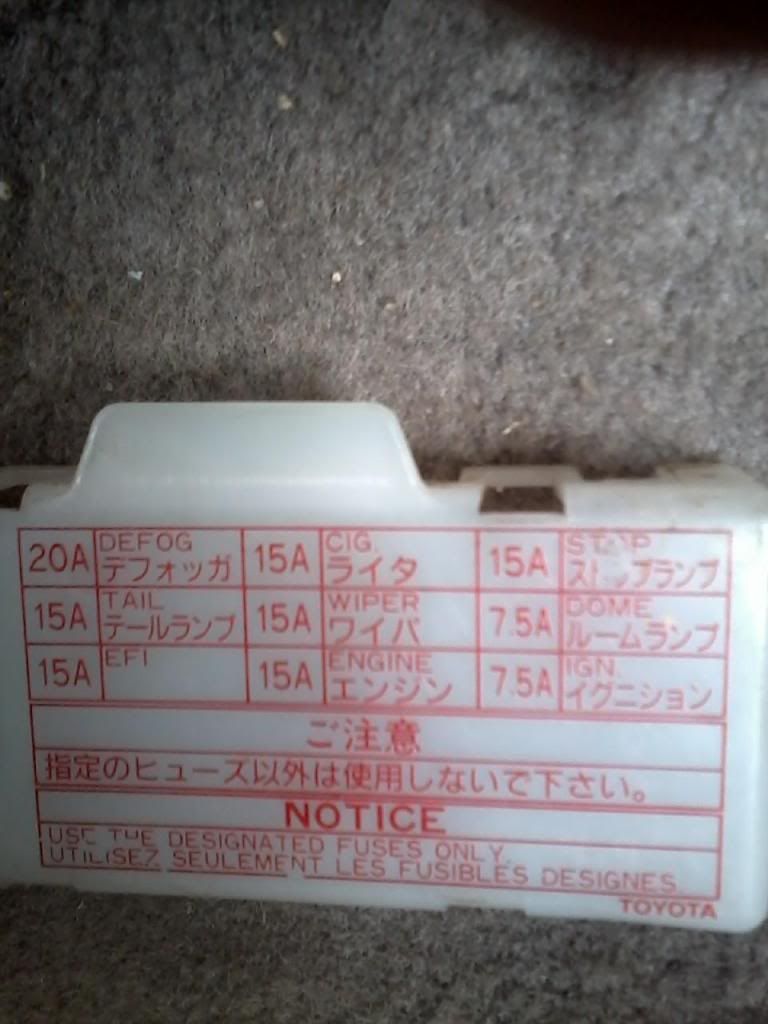 20A DEFOG デフォッガ 15A CIG. ライタ 15A STOP ストップランプ
15A TAIL テールランプ 15A WIPER ワイパ 7.5A DOME ルームランプ
15A EFI 15A ENGINE エンジン 7.5A IGN. イグニション
ご注意
指定のヒューズ以外は使用しないで下さい。
NOTICE
USE THE DESIGNATED FUSES ONLY.
UTILISEZ SEULEMENT LES FUSIBLES DESIGNES
TOYOTA